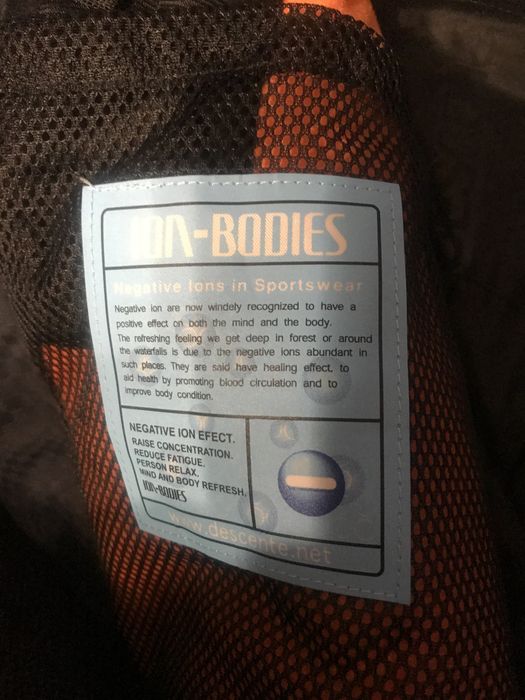 ION-BODIES
Negative Ions in Sportswear
Negative ion are now windely recognized to have a
positive effect on both the mind and the body.
The refreshing feeling we get deep in forest or around
the waterfalls is due to the negative ions abundant in
such places. They are said have healing effect, to
aid health by promoting blood circulation and to
improve body condition.
NEGATIVE ION EFECT.
RAISE CONCENTRATION.
REDUCE FATIGUE.
PERSON RELAX.
MIND AND BODY REFRESH.
ION-BODIES
www.descente.net